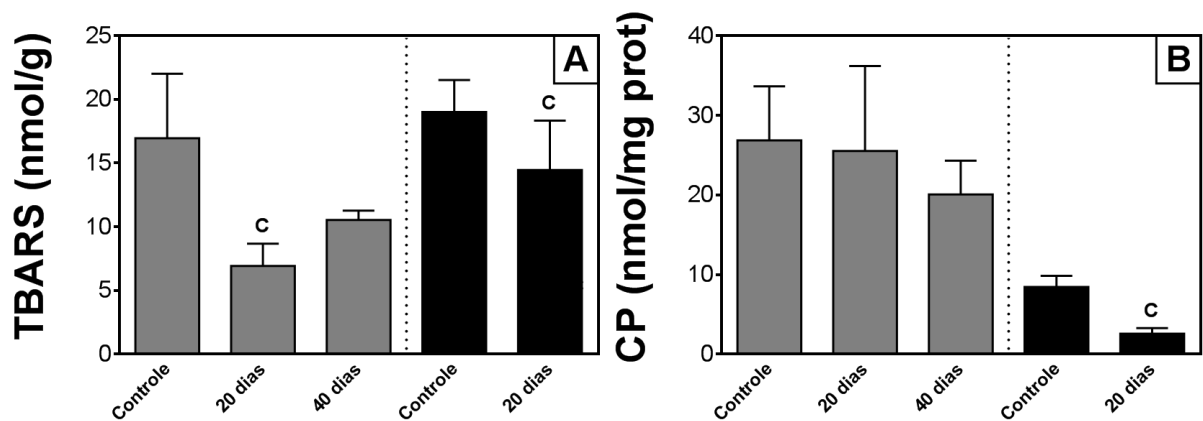 TBARS (nmol/g)
25
20
15
10
5
0
A
C
C
Controle
20 dias
40 dias
Controle
20 dias
CP (nmol/mg prot)
40
30
20
10
0
B
C
Controle
20 dias
40 dias
Controle
20 dias